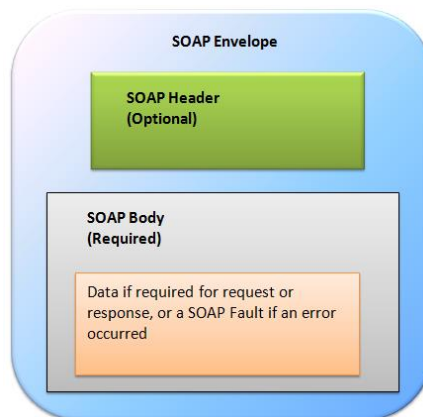 SOAP Envelope
SOAP Header
(Optional)
SOAP Body
(Required)
Data if required for request or
response, or a SOAP Fault if an error
occurred